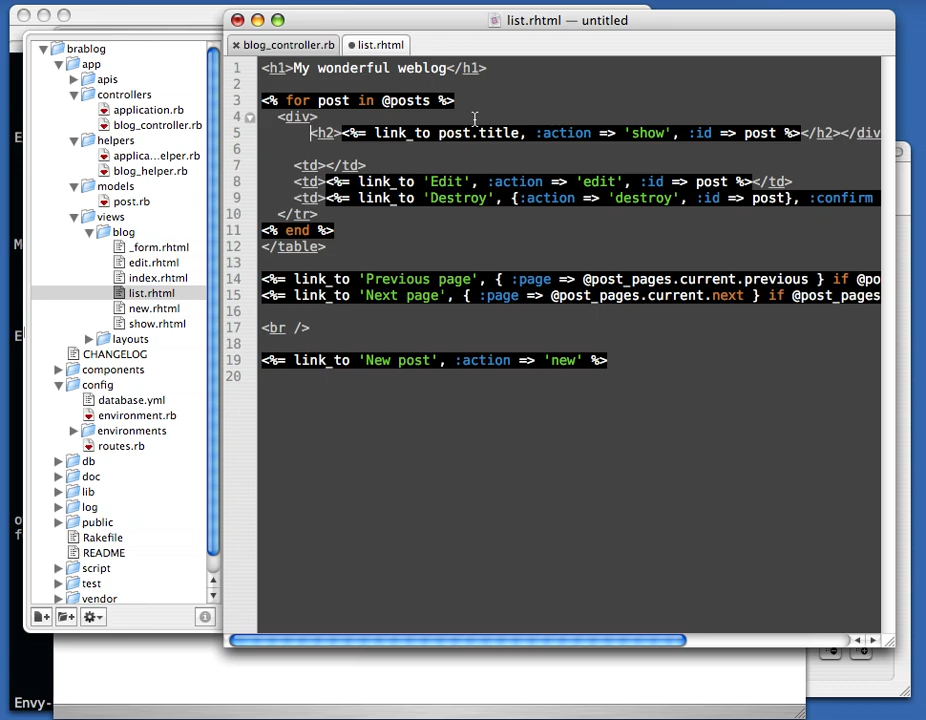 list.rhtml — untitled
blog_controller.rb
list.rhtml
brablog
app
apis
controllers
application.rb
blog_controller.rb
helpers
applica...elper.rb
blog_helper.rb
models
post.rb
views
blog
_form.rhtml
edit.rhtml
index.rhtml
list.rhtml
new.rhtml
show.rhtml
layouts
CHANGELOG
components
config
database.yml
environment.rb
environments
routes.rb
db
doc
lib
log
public
Rakefile
README
script
test
vendor
1 <h1>My wonderful weblog</h1>
2
3 <% for post in @posts %>
4 <div>
5 <h2><%= link_to post.title, :action => 'show', :id => post %></h2></div
6
7 <td></td>
8 <td><%= link_to 'Edit', :action => 'edit', :id => post %></td>
9 <td><%= link_to 'Destroy', {:action => 'destroy', :id => post}, :confirm
10 </tr>
11 <% end %>
12 </table>
13
14 <%= link_to 'Previous page', { :page => @post_pages.current.previous } if @po
15 <%= link_to 'Next page', { :page => @post_pages.current.next } if @post_pages
16
17 <br />
18
19 <%= link_to 'New post', :action => 'new' %>
20
E
M
E
o
f
Envy-